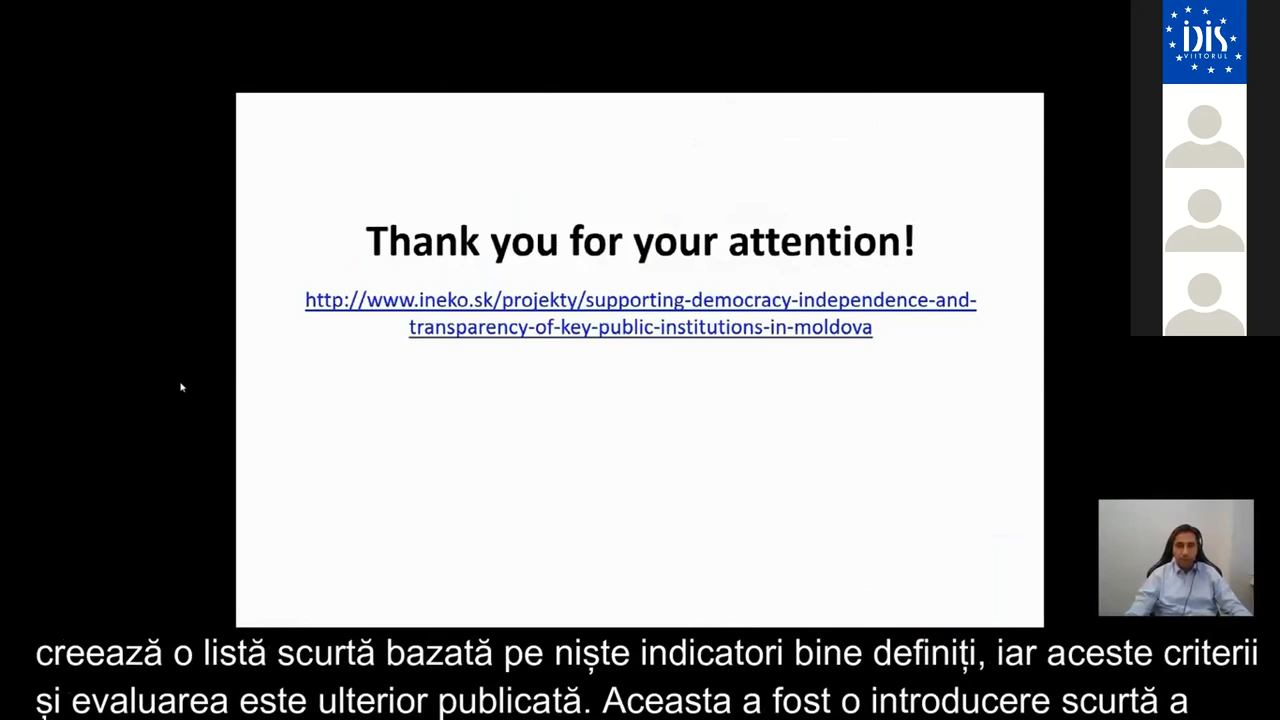 iDiS
VIITORUL
Thank you for your attention!
http://www.ineko.sk/projekty/supporting-democracy-independence-and-
transparency-of-key-public-institutions-in-moldova
creează o listă scurtă bazată pe niște indicatori bine definiți, iar aceste criterii
și evaluarea este ulterior publicată. Aceasta a fost o introducere scurtă a